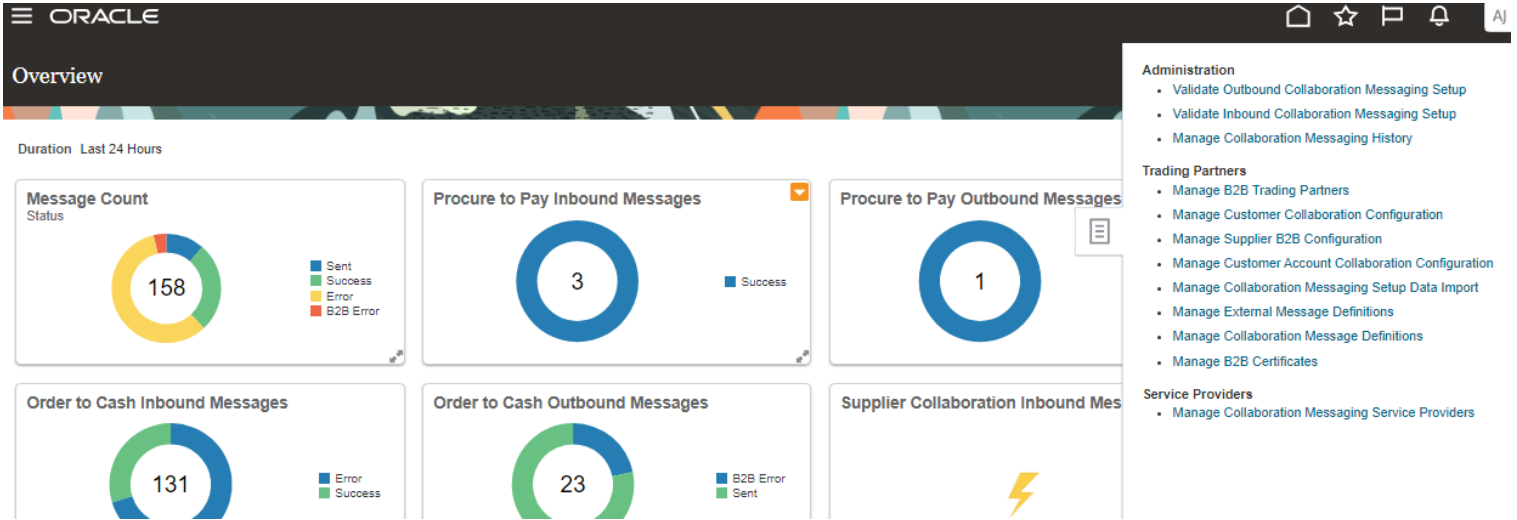 ORACLE
AJ
Overview
Duration Last 24 Hours
Message Count
Status
158
Sent
Success
Error
B2B Error
Procure to Pay Inbound Messages
3
Success
Procure to Pay Outbound Messages
1
Order to Cash Inbound Messages
131
Error
Success
Order to Cash Outbound Messages
23
B2B Error
Sent
Supplier Collaboration Inbound Mes
Administration
Validate Outbound Collaboration Messaging Setup
Validate Inbound Collaboration Messaging Setup
Manage Collaboration Messaging History
Trading Partners
Manage B2B Trading Partners
Manage Customer Collaboration Configuration
Manage Supplier B2B Configuration
Manage Customer Account Collaboration Configuration
Manage Collaboration Messaging Setup Data Import
Manage External Message Definitions
Manage Collaboration Message Definitions
Manage B2B Certificates
Service Providers
Manage Collaboration Messaging Service Providers